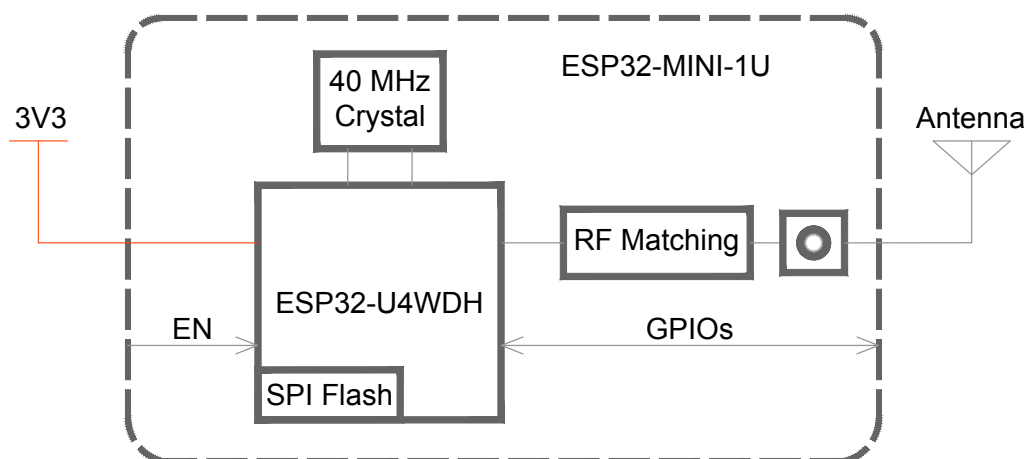 ESP32-MINI-1U
40 MHz
Crystal
3V3
Antenna
RF Matching
ESP32-U4WDH
EN
GPIOs
SPI Flash